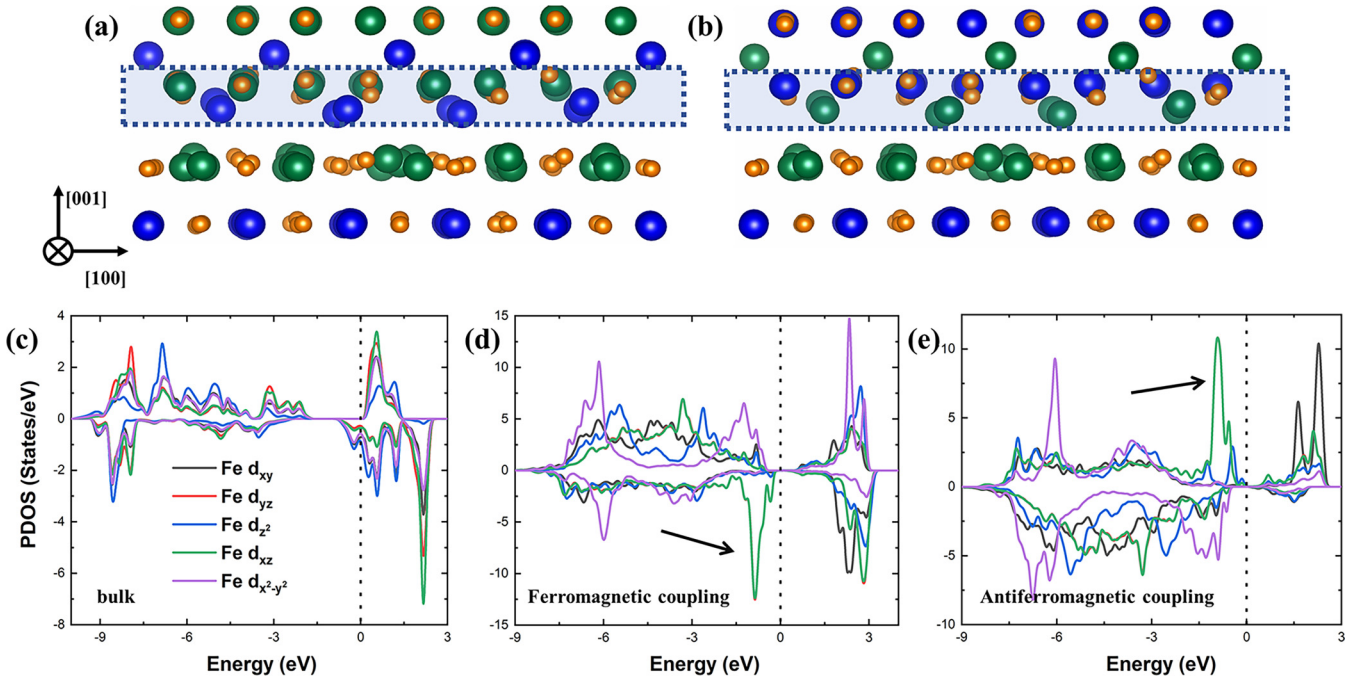 (a)
(b)
[001]
[100]
(c)
(d)
(e)
PDOS (States/eV)
4
2
0
-2
-4
-6
-8
Fe dxy
Fe dyz
Fe dz²
Fe dxz
Fe dx²-y²
bulk
-9
-6
-3
0
3
Energy (eV)
15
10
5
0
-5
-10
-15
Ferromagnetic coupling
-9
-6
-3
0
3
Energy (eV)
10
5
0
-5
-10
Antiferromagnetic coupling
-9
-6
-3
0
3
Energy (eV)